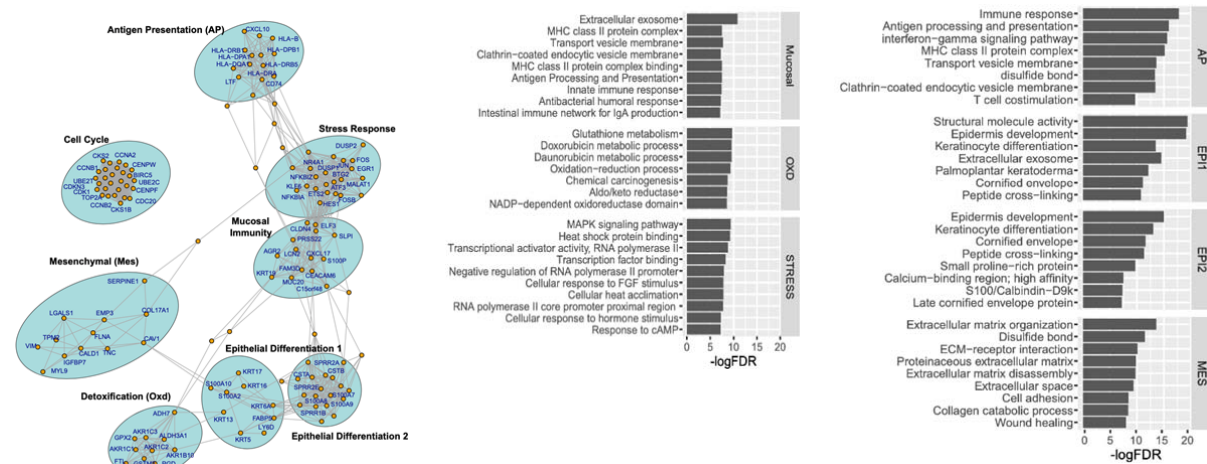 Antigen Presentation (AP)
CXCL10
HLA-B
HLA-DRB1
HLA-DPB1
HLA-DPA1
HLA-DQA1
HLA-DRB5
HLA-DRA
LTF
CD74
Cell Cycle
CKS2
CCNA2
CCNB1
CENPW
BIRC5
UBE2T
UBE2C
CDKN3
CENPF
CDK1
TOP2A
CDC20
CCNB2
CKS1B
Stress Response
DUSP2
NR4A1
FOS
DUSP1
JUN
EGR1
NFKBIZ
BTG2
KLF6
ATF3
MALAT1
NFKBIA
ETS2
FOSB
HES1
Mucosal
Immunity
CLDN4
ELF3
PRSS22
SLPI
AGR2
LCN2
CXCL17
S100P
FAM3D
KRT19
CEACAM6
MUC20
C15orf48
Mesenchymal (Mes)
SERPINE1
LGALS1
EMP3
COL17A1
TPM2
FLNA
VIM
CAV1
CALD1
TNC
IGFBP7
MYL9
Epithelial Differentiation 1
KRT17
S100A10
KRT16
S100A2
KRT6A
FABP5
KRT13
LY6D
KRT5
SPRR2A
CSTA
CSTB
SPRR2E
S100A7
S100A8
S100A9
SPRR1B
Epithelial Differentiation 2
Detoxification (Oxd)
ADH7
AKR1C3
GPX2
ALDH3A1
AKR1C1
AKR1C2
AKR1B10
FTL
PGD
Extracellular exosome
MHC class II protein complex
Transport vesicle membrane
Clathrin-coated endocytic vesicle membrane
MHC class II protein complex binding
Antigen Processing and Presentation
Innate immune response
Antibacterial humoral response
Intestinal immune network for IgA production
Mucosal
Glutathione metabolism
Doxorubicin metabolic process
Daunorubicin metabolic process
Oxidation-reduction process
Chemical carcinogenesis
Aldo/keto reductase
NADP-dependent oxidoreductase domain
OXD
MAPK signaling pathway
Heat shock protein binding
Transcriptional activator activity, RNA polymerase II
Transcription factor binding
Negative regulation of RNA polymerase II promoter
Cellular response to FGF stimulus
Cellular heat acclimation
RNA polymerase II core promoter proximal region
Cellular response to hormone stimulus
Response to cAMP
STRESS
0 5 10 15 20
-logFDR
Immune response
Antigen processing and presentation
interferon-gamma signaling pathway
MHC class II protein complex
Transport vesicle membrane
disulfide bond
Clathrin-coated endocytic vesicle membrane
T cell costimulation
AP
Structural molecule activity
Epidermis development
Keratinocyte differentiation
Extracellular exosome
Palmoplantar keratoderma
Cornified envelope
Peptide cross-linking
EPI1
Epidermis development
Keratinocyte differentiation
Cornified envelope
Peptide cross-linking
Small proline-rich protein
Calcium-binding region; high affinity
S100/Calbindin-D9k
Late cornified envelope protein
EPI2
Extracellular matrix organization
Disulfide bond
ECM-receptor interaction
Proteinaceous extracellular matrix
Extracellular matrix disassembly
Extracellular space
Cell adhesion
Collagen catabolic process
Wound healing
MES
0 5 10 15 20
-logFDR